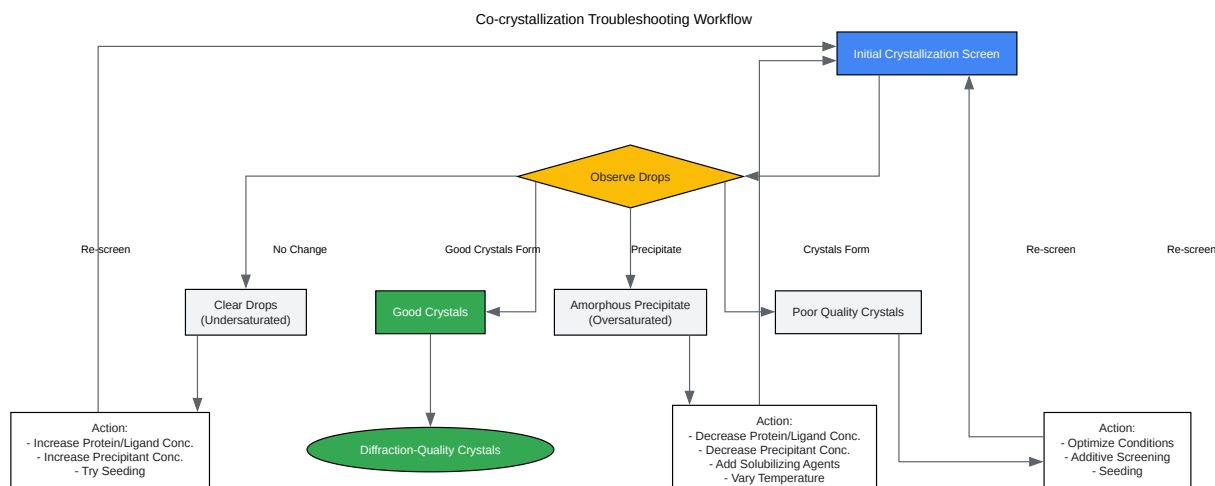 Co-crystallization Troubleshooting Workflow
Initial Crystallization Screen
Observe Drops
Re-screen
No Change
Good Crystals Form
Precipitate
Crystals Form
Re-screen
Re-screen
Clear Drops
(Undersaturated)
Good Crystals
Amorphous Precipitate
(Oversaturated)
Poor Quality Crystals
Action:
- Increase Protein/Ligand Conc.
- Increase Precipitant Conc.
- Try Seeding
Diffraction-Quality Crystals
Action:
- Decrease Protein/Ligand Conc.
- Decrease Precipitant Conc.
- Add Solubilizing Agents
- Vary Temperature
Action:
- Optimize Conditions
- Additive Screening
- Seeding